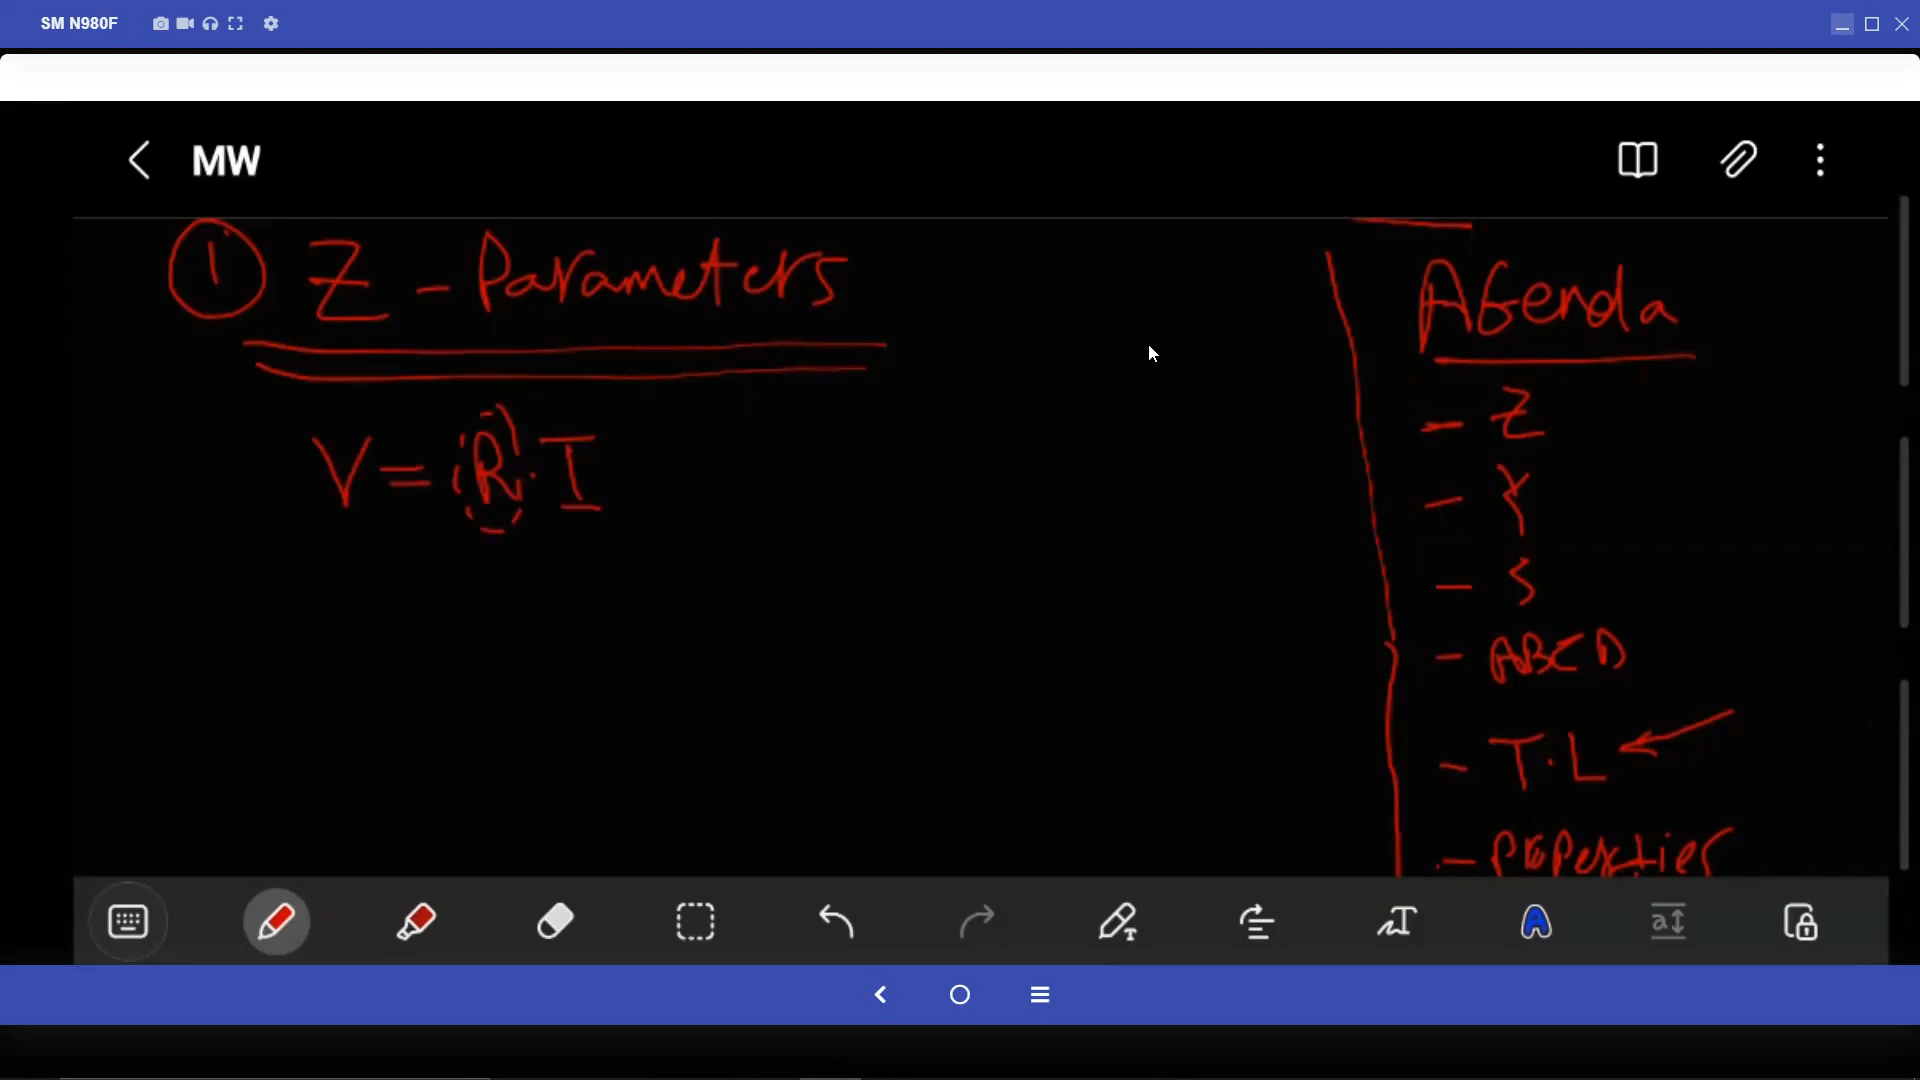 SM N980F
MW
① Z - Parameters
V = R · I
AGenda
- Z
- Y
- S
- ABCD
- T.L
- PROPerties
a